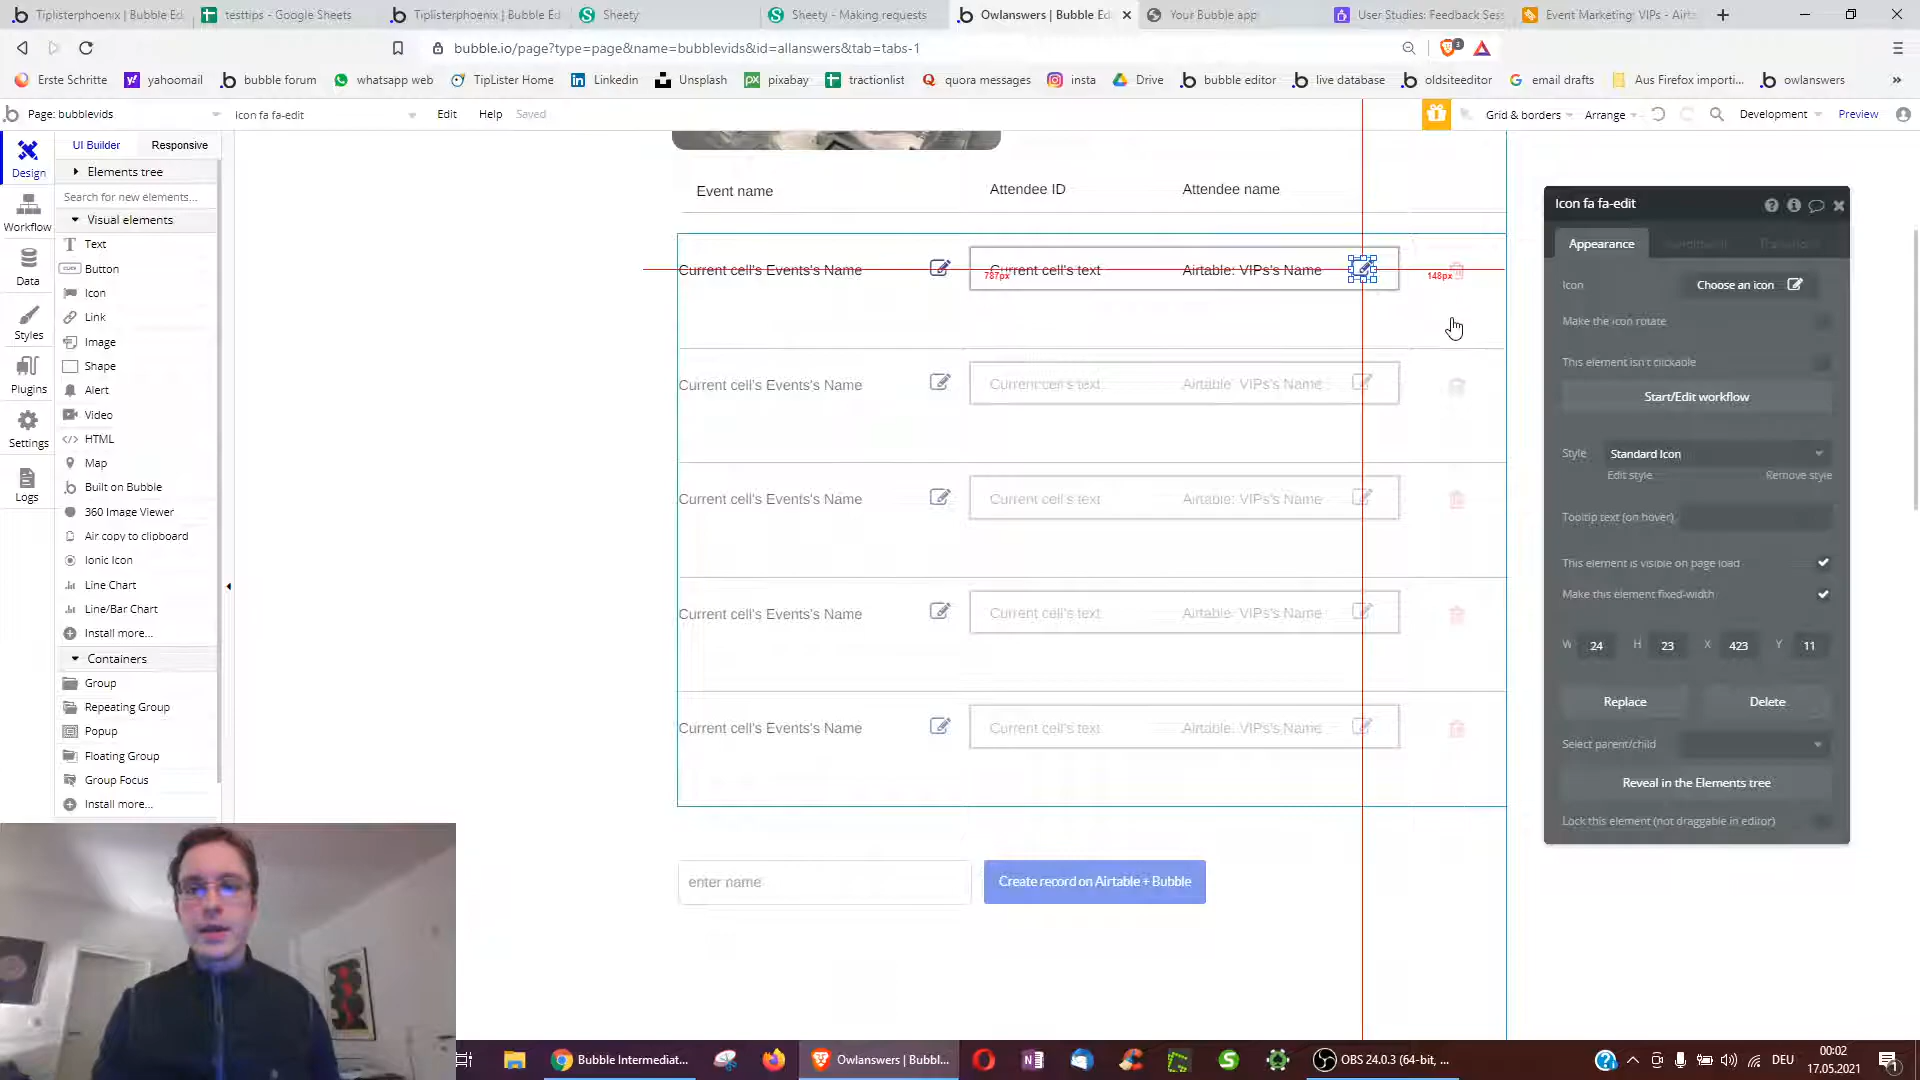 Tiplisterphoenix | Bubble Ed
testtips - Google Sheets
Tiplisterphoenix | Bubble Ed
Sheety
Sheety - Making requests
Owlanswers | Bubble Ed
Your Bubble app
User Studies: Feedback Sess
Event Marketing: VIPs - Airta
bubble.io/page?type=page&name=bubblevids&id=allanswers&tab=tabs-1
3
Erste Schritte
yahoomail
bubble forum
whatsapp web
TipLister Home
Linkedin
Unsplash
pixabay
tractionlist
quora messages
insta
Drive
bubble editor
live database
oldsiteeditor
email drafts
Aus Firefox importi...
owlanswers
»
Page: bubblevids
Icon fa fa-edit
Edit
Help
Saved
Grid & borders
Arrange
Development
Preview
Design
Workflow
Data
Styles
Plugins
Settings
Logs
UI Builder
Responsive
Elements tree
Search for new elements...
Visual elements
Text
Button
Icon
Link
Image
Shape
Alert
Video
HTML
Map
Built on Bubble
360 Image Viewer
Air copy to clipboard
Ionic Icon
Line Chart
Line/Bar Chart
Install more...
Containers
Group
Repeating Group
Popup
Floating Group
Group Focus
Install more...
Event name
Attendee ID
Attendee name
Current cell's Events's Name
Current cell's text
Airtable: VIPs's Name
787px
148px
Current cell's Events's Name
Current cell's text
Airtable: VIPs's Name
Current cell's Events's Name
Current cell's text
Airtable: VIPs's Name
Current cell's Events's Name
Current cell's text
Airtable: VIPs's Name
Current cell's Events's Name
Current cell's text
Airtable: VIPs's Name
enter name
Create record on Airtable + Bubble
Icon fa fa-edit
Appearance
Icon
Choose an icon
Make the icon rotate
This element isn't clickable
Start/Edit workflow
Style
Standard Icon
Edit style
Remove style
Tooltip text (on hover)
This element is visible on page load
Make this element fixed-width
W 24 H 23 X 423 Y 11
Replace
Delete
Select parent/child
Reveal in the Elements tree
Lock this element (not draggable in editor)
Bubble Intermediat...
Owlanswers | Bubbl...
OBS 24.0.3 (64-bit, ...
DEU
00:02
17.05.2021
1